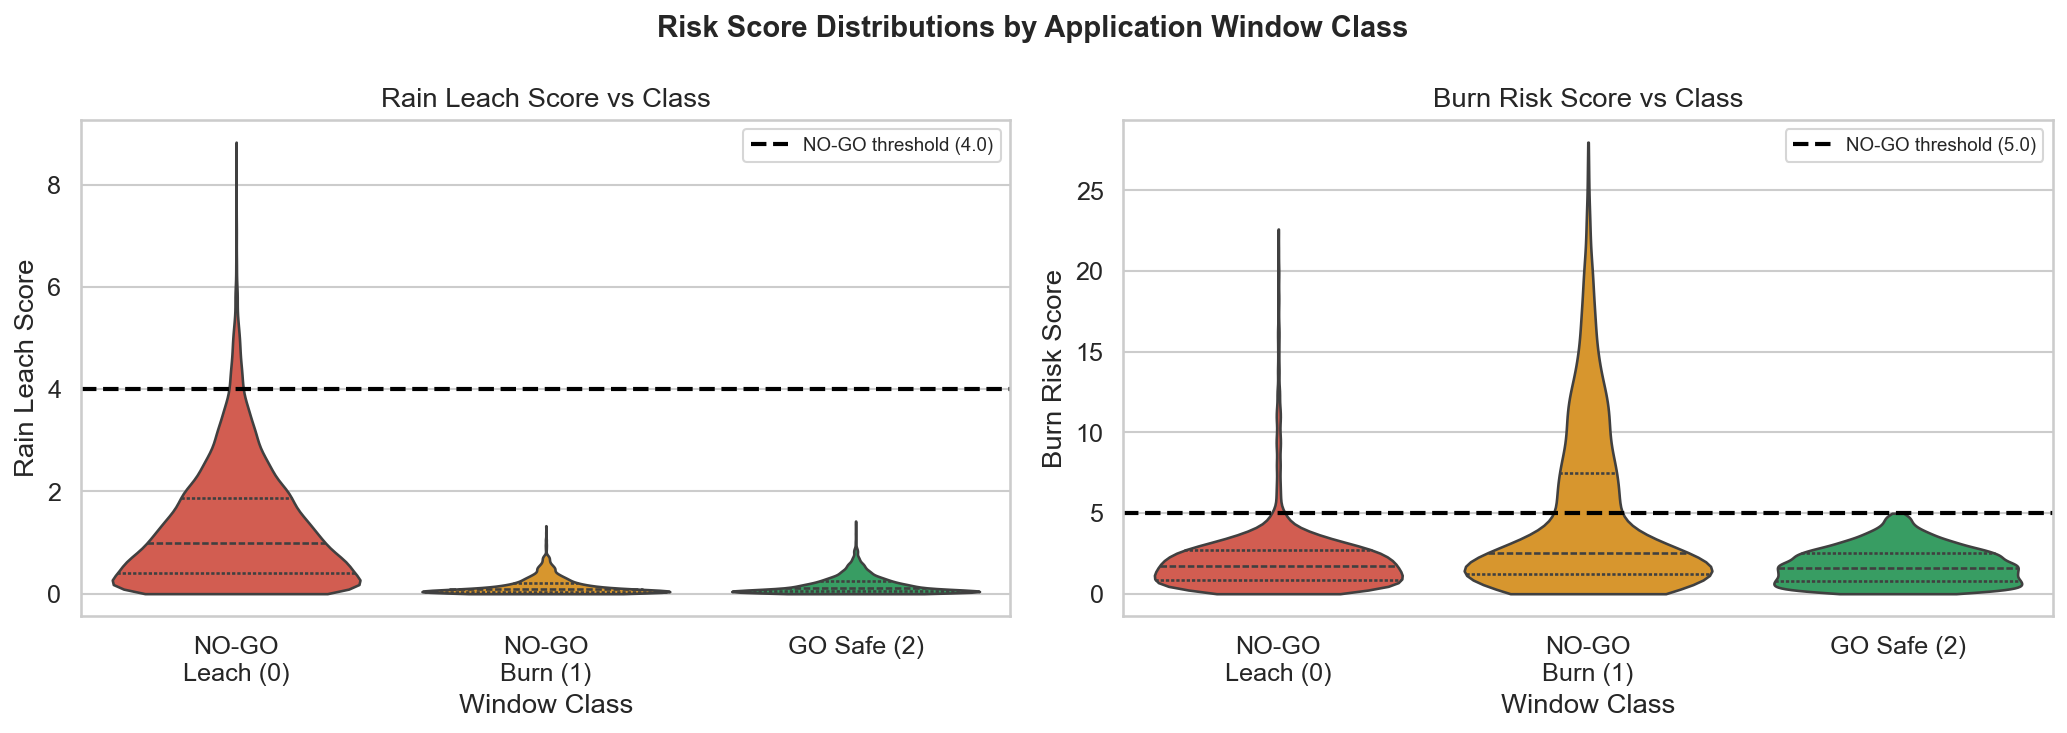 Risk Score Distributions by Application Window Class
Rain Leach Score vs Class
NO-GO threshold (4.0)
Rain Leach Score
8
6
4
2
0
NO-GO
Leach (0)
NO-GO
Burn (1)
GO Safe (2)
Window Class
Burn Risk Score vs Class
NO-GO threshold (5.0)
Burn Risk Score
25
20
15
10
5
0
NO-GO
Leach (0)
NO-GO
Burn (1)
GO Safe (2)
Window Class